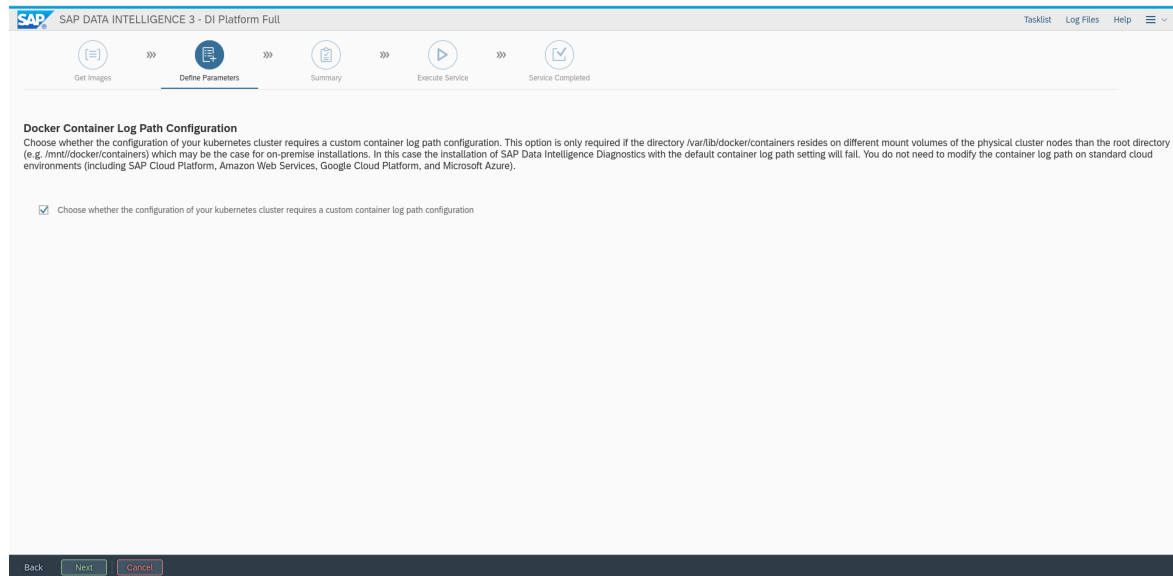 SAP SAP DATA INTELLIGENCE 3 - DI Platform Full
Tasklist Log Files Help
Get Images Define Parameters Summary Execute Service Service Completed
Docker Container Log Path Configuration
Choose whether the configuration of your kubernetes cluster requires a custom container log path configuration. This option is only required if the directory /var/lib/docker/containers resides on different mount volumes of the physical cluster nodes than the root directory
(e.g. /mnt//docker/containers) which may be the case for on-premise installations. In this case the installation of SAP Data Intelligence Diagnostics with the default container log path setting will fail. You do not need to modify the container log path on standard cloud
environments (including SAP Cloud Platform, Amazon Web Services, Google Cloud Platform, and Microsoft Azure).
Choose whether the configuration of your kubernetes cluster requires a custom container log path configuration
Back Next Cancel